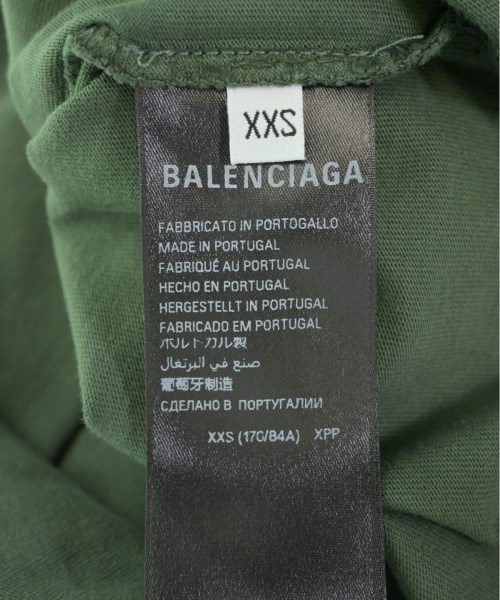 XXS
BALENCIAGA
FABBRICATO IN PORTOGALLO
MADE IN PORTUGAL
FABRIQUÉ AU PORTUGAL
HECHO EN PORTUGAL
HERGESTELLT IN PORTUGAL
FABRICADO EM PORTUGAL
ポルトガル製
صنع في البرتغال
葡萄牙制造
СДЕЛАНО В ПОРТУГАЛИИ
XXS (170/84A) XPP